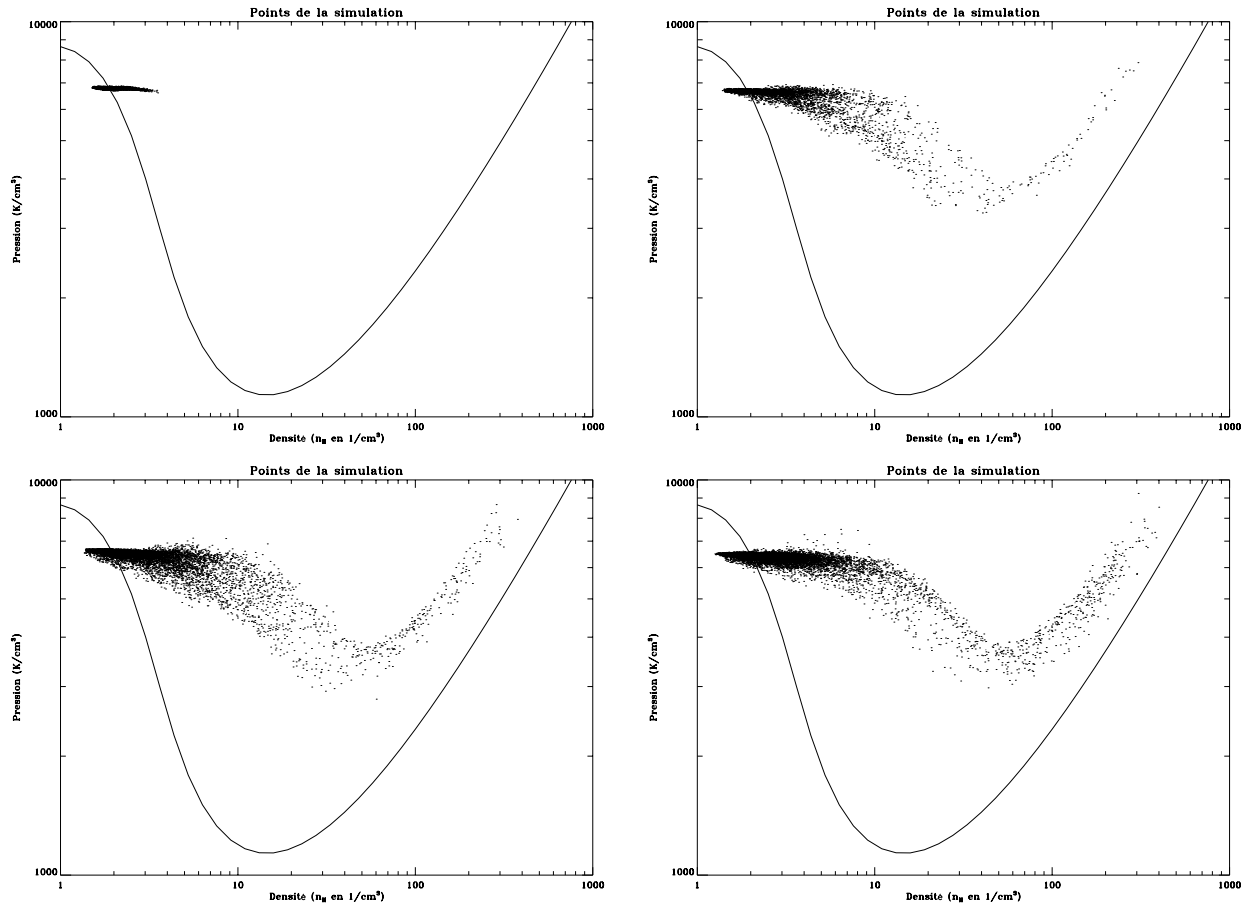 Points de la simulation
10000
Pression (K/cm³)
1000
1
10
100
1000
Densité (n_H en 1/cm³)
Points de la simulation
10000
Pression (K/cm³)
1000
1
10
100
1000
Densité (n_H en 1/cm³)
Points de la simulation
10000
Pression (K/cm³)
1000
1
10
100
1000
Densité (n_H en 1/cm³)
Points de la simulation
10000
Pression (K/cm³)
1000
1
10
100
1000
Densité (n_H en 1/cm³)